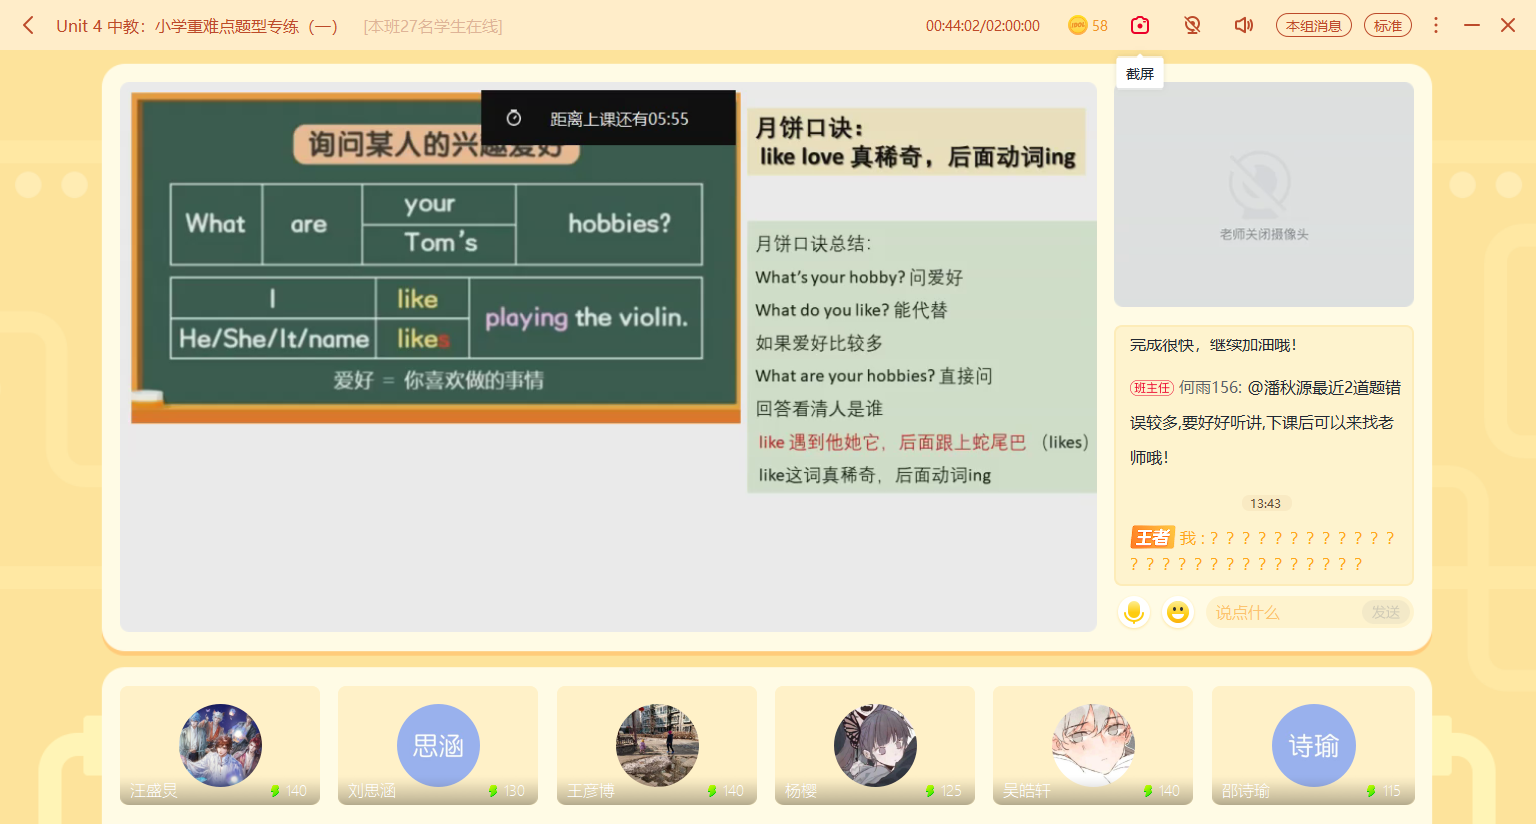 Unit 4 中教：小学重难点题型专练（一） [本班27名学生在线] 00:44:02/02:00:00 100% 58 本组消息 标准
截屏
距离上课还有05:55
询问某人的兴趣爱好
What are your hobbies?
Tom's
I like playing the violin.
He/She/It/name likes
爱好 = 你喜欢做的事情
月饼口诀：
like love 真稀奇，后面动词ing
月饼口诀总结：
What's your hobby? 问爱好
What do you like? 能代替
如果爱好比较多
What are your hobbies? 直接问
回答看清人是谁
like 遇到他她它，后面跟上蛇尾巴 （likes）
like这词真稀奇，后面动词ing
老师关闭摄像头
完成很快，继续加油哦！
班主任 何雨156: @潘秋源最近2道题错
误较多,要好好听讲,下课后可以来找老
师哦！
13:43
王者 我 : ? ? ? ? ? ? ? ? ? ? ? ?
? ? ? ? ? ? ? ? ? ? ? ? ? ? ?
说点什么 发送
思涵 诗瑜
汪盛炅 140 刘思涵 130 王彦博 140 杨樱 125 吴皓轩 140 邵诗瑜 115